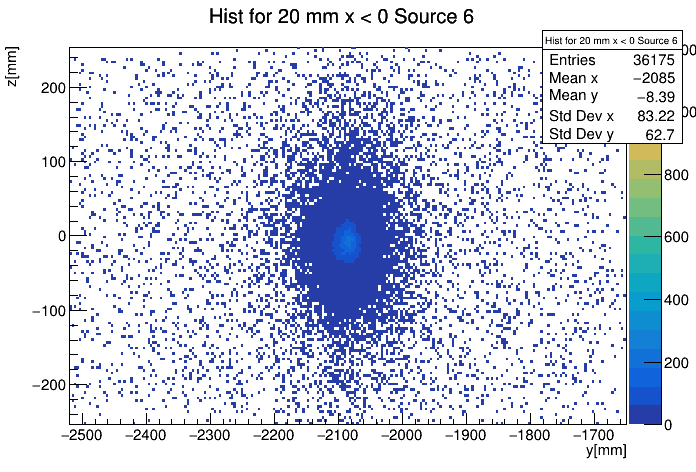 Hist for 20 mm x < 0 Source 6
Hist for 20 mm x < 0 Source 6
Entries 36175
Mean x −2085
Mean y −8.39
Std Dev x 83.22
Std Dev y 62.7
z[mm]
200
100
0
−100
−200
800
600
400
200
0
−2500 −2400 −2300 −2200 −2100 −2000 −1900 −1800 −1700
y[mm]